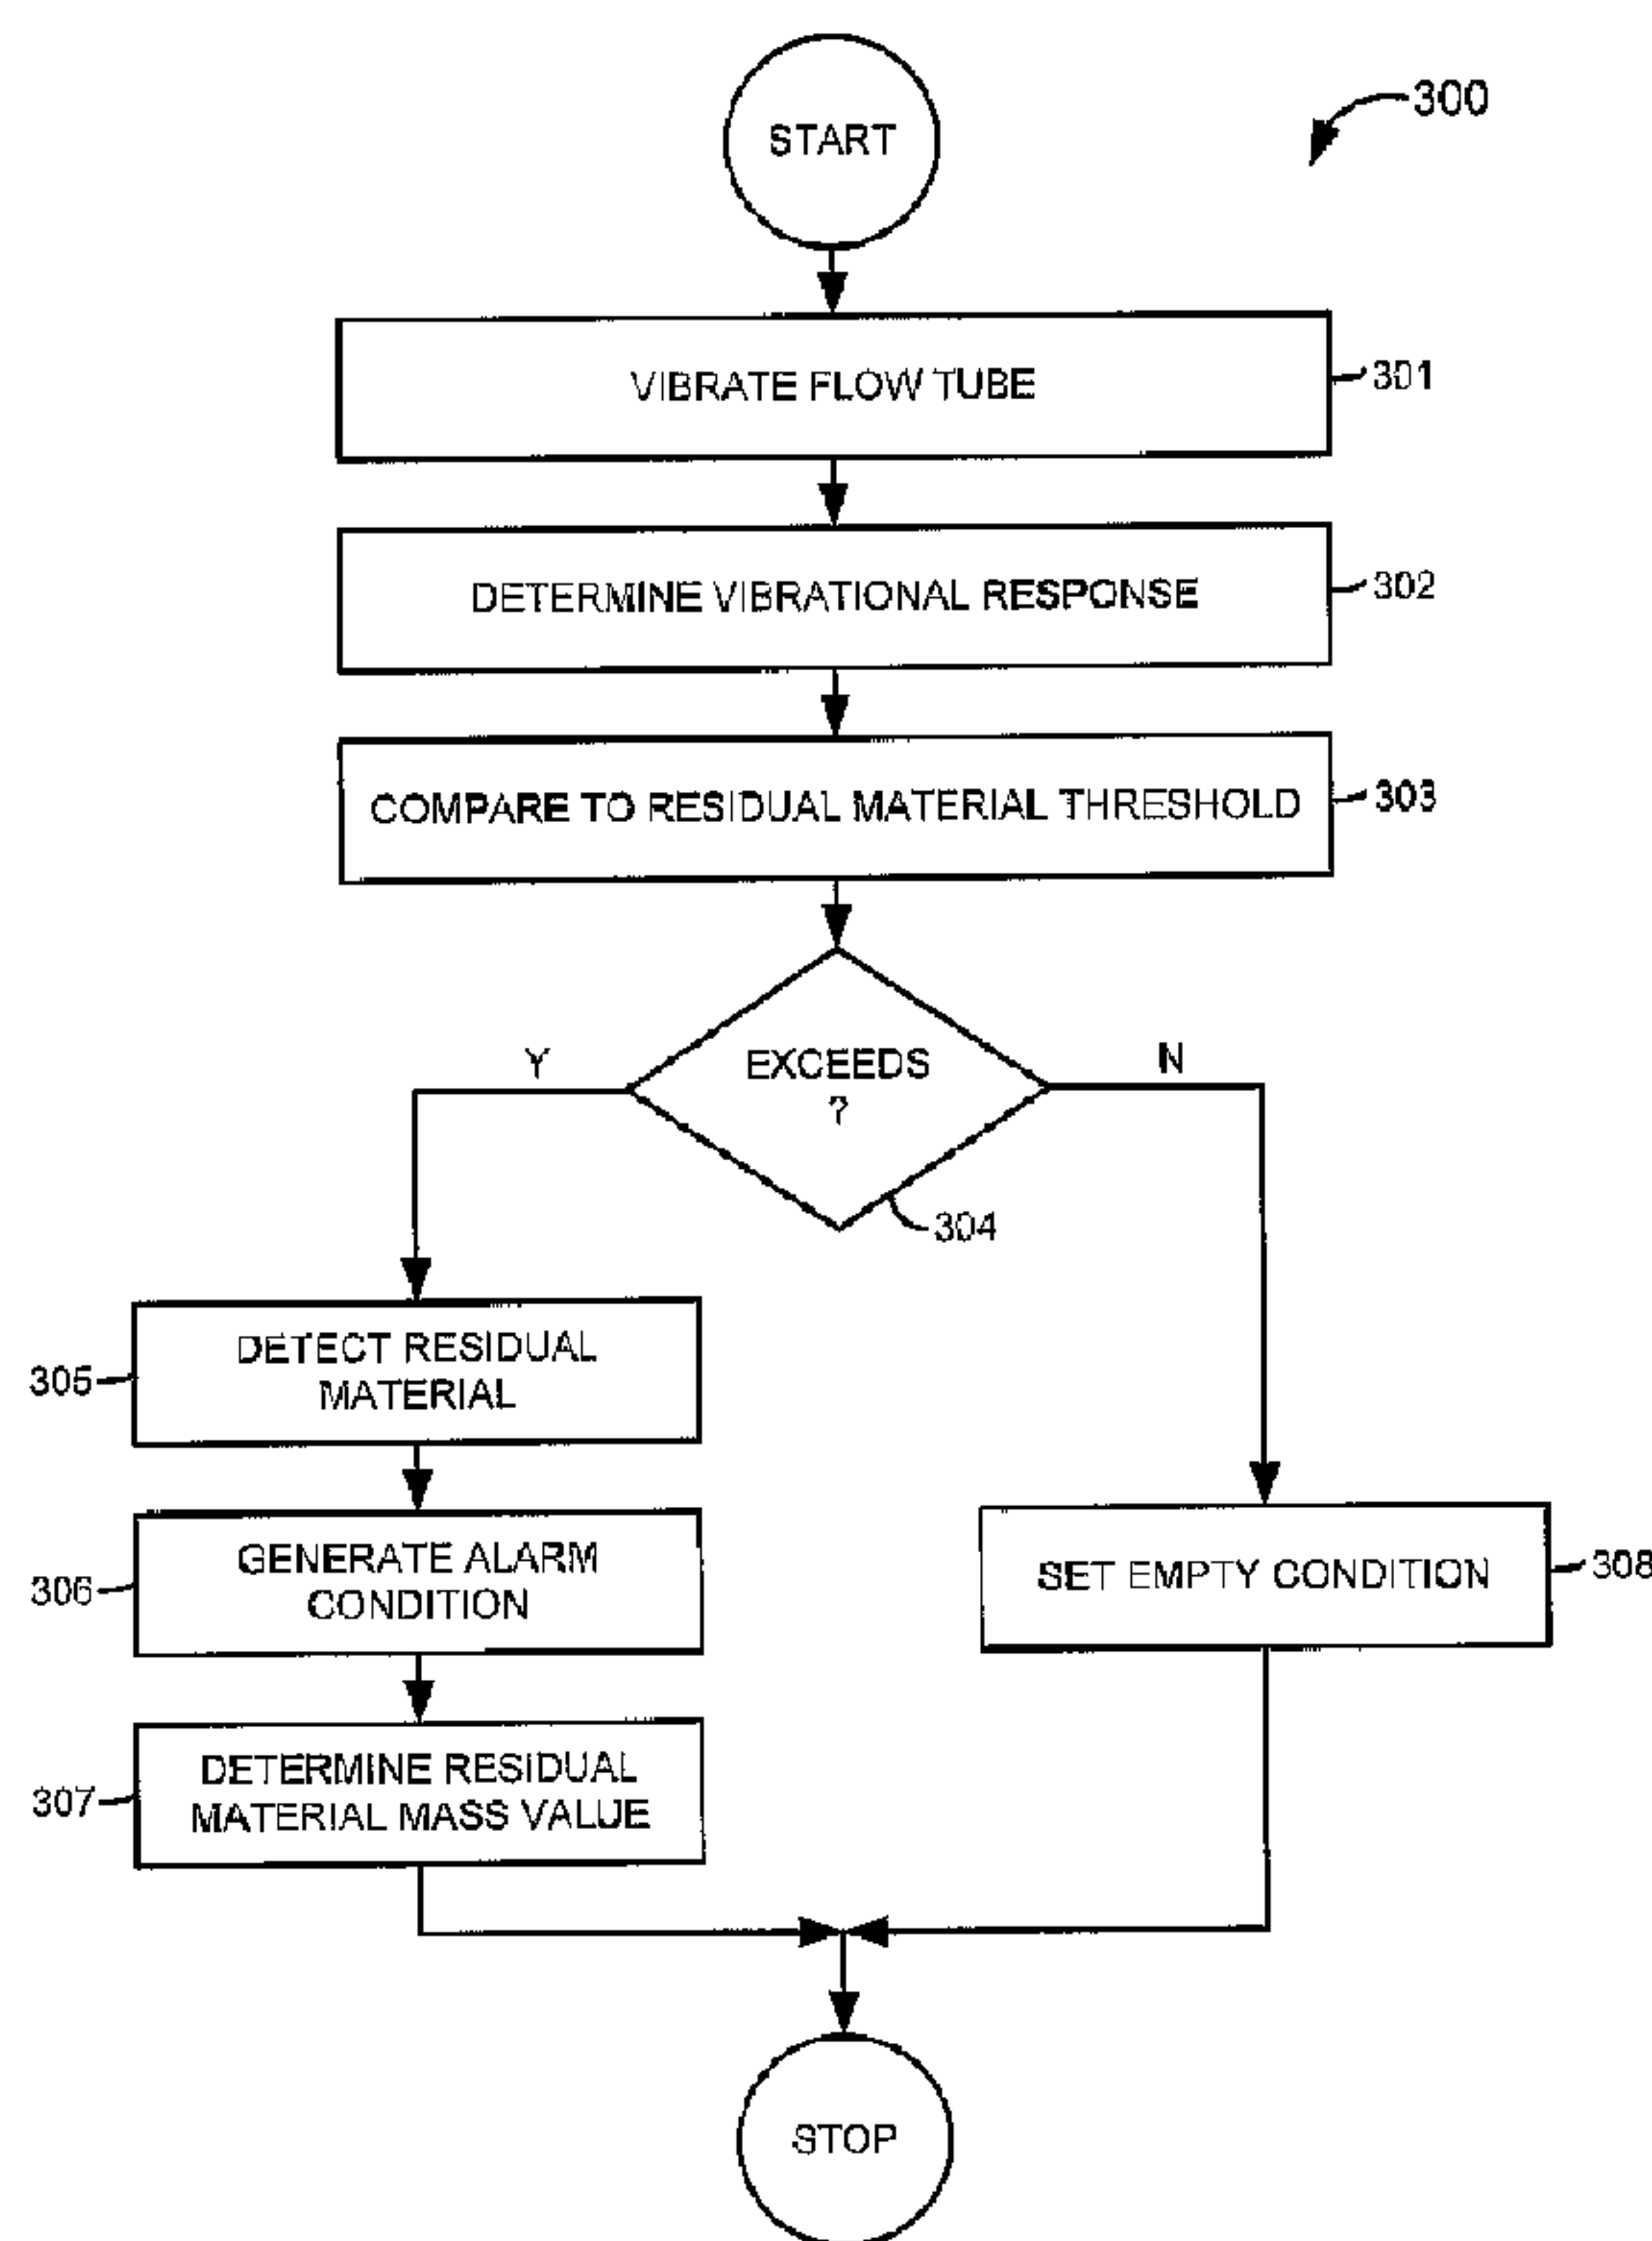 START
300
VIBRATE FLOW TUBE
301
DETERMINE VIBRATIONAL RESPONSE
302
COMPARE TO RESIDUAL MATERIAL THRESHOLD
303
Y
EXCEEDS
?
N
304
DETECT RESIDUAL
MATERIAL
305
GENERATE ALARM
CONDITION
306
SET EMPTY CONDITION
308
DETERMINE RESIDUAL
MATERIAL MASS VALUE
307
STOP